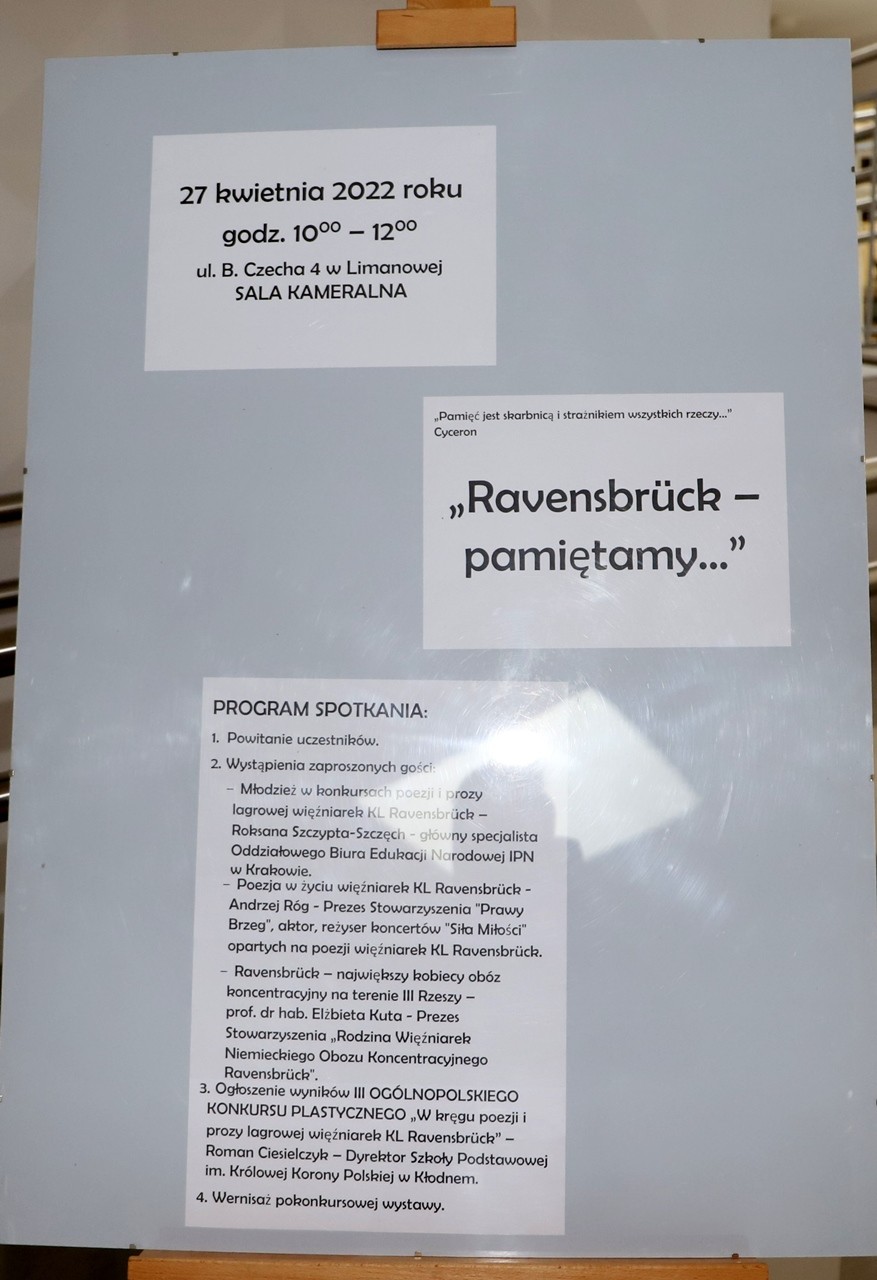 27 kwietnia 2022 roku
godz. 10⁰⁰ – 12⁰⁰
ul. B. Czecha 4 w Limanowej
SALA KAMERALNA
„Pamięć jest skarbnicą i strażnikiem wszystkich rzeczy..."
Cyceron
„Ravensbrück –
pamiętamy..."
PROGRAM SPOTKANIA:
1. Powitanie uczestników.
2. Wystąpienia zaproszonych gości:
– Młodzież w konkursach poezji i prozy
lagrowej więźniarek KL Ravensbrück –
Roksana Szczypta-Szczęch - główny specjalista
Oddziałowego Biura Edukacji Narodowej IPN
w Krakowie.
– Poezja w życiu więźniarek KL Ravensbrück -
Andrzej Róg - Prezes Stowarzyszenia "Prawy
Brzeg", aktor, reżyser koncertów "Siła Miłości"
opartych na poezji więźniarek KL Ravensbrück.
– Ravensbrück – największy kobiecy obóz
koncentracyjny na terenie III Rzeszy –
prof. dr hab. Elżbieta Kuta - Prezes
Stowarzyszenia „Rodzina Więźniarek
Niemieckiego Obozu Koncentracyjnego
Ravensbrück".
3. Ogłoszenie wyników III OGÓLNOPOLSKIEGO
KONKURSU PLASTYCZNEGO „W kręgu poezji i
prozy lagrowej więźniarek KL Ravensbrück" –
Roman Ciesielczyk – Dyrektor Szkoły Podstawowej
im. Królowej Korony Polskiej w Kłodnem.
4. Wernisaż pokonkursowej wystawy.